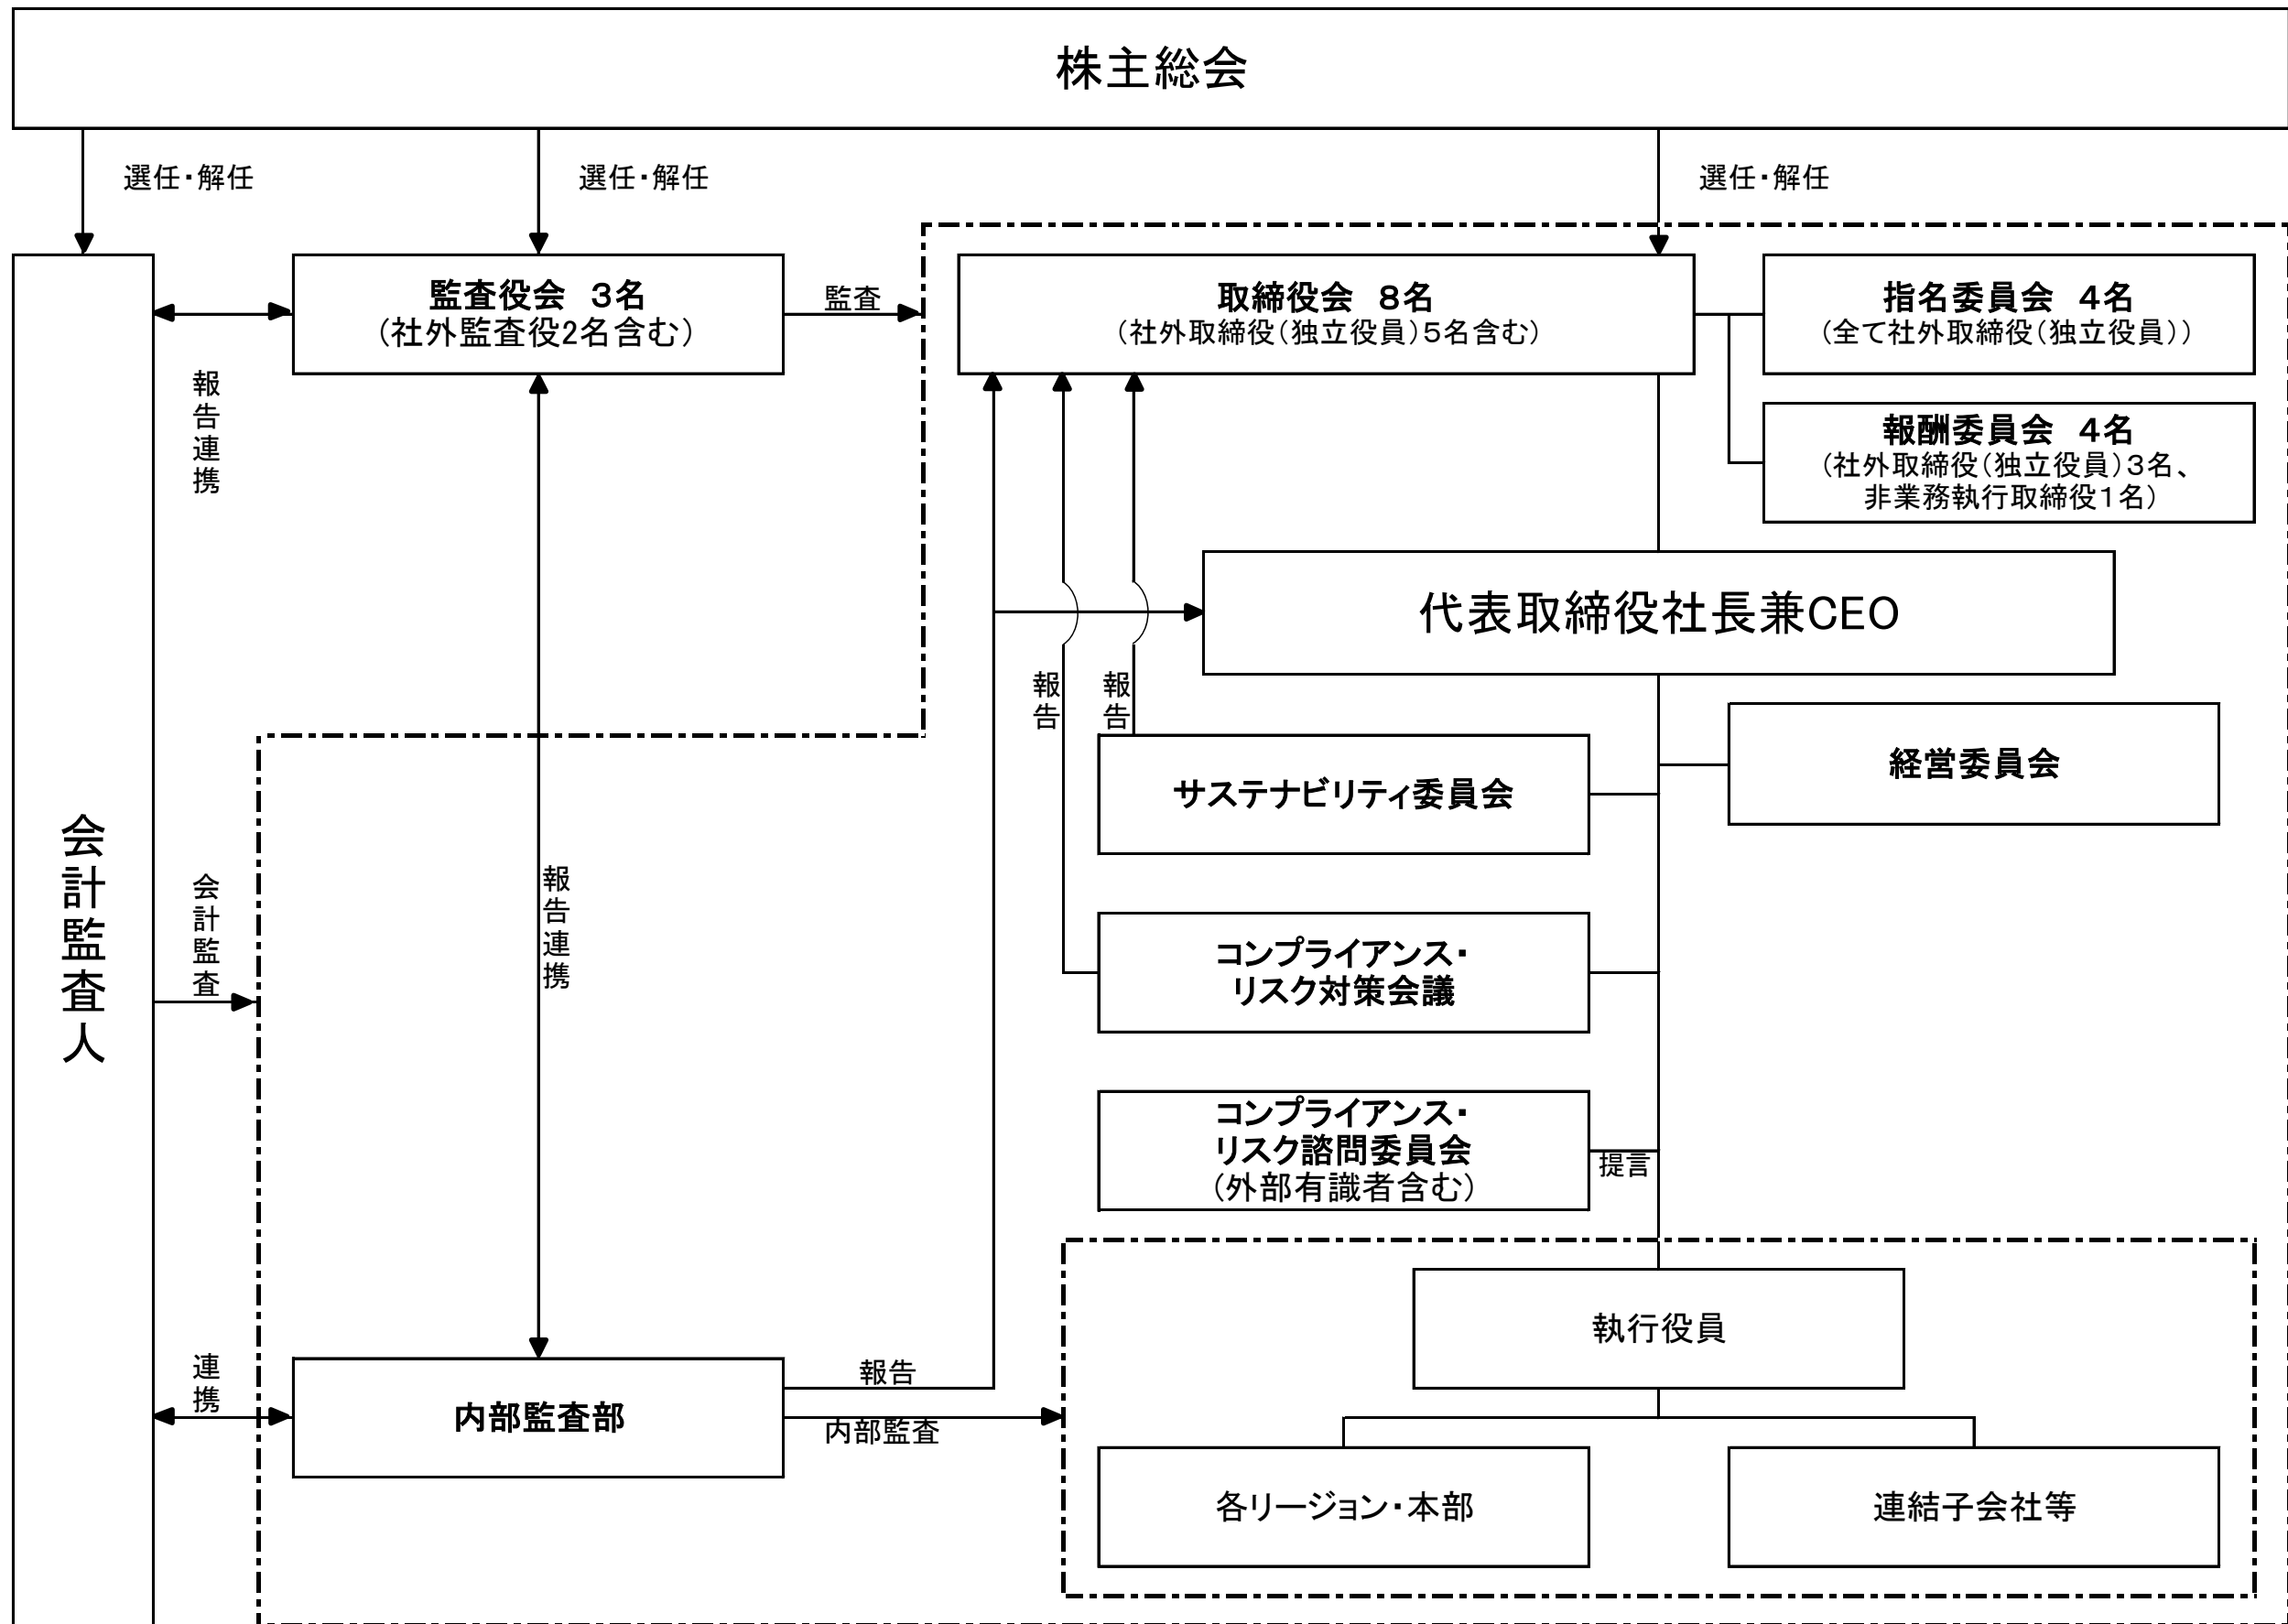 株主総会
選任・解任
選任・解任
選任・解任
監査役会　3名
（社外監査役2名含む）
監査
取締役会　8名
（社外取締役（独立役員）5名含む）
指名委員会　4名
（全て社外取締役（独立役員））
報告連携
報酬委員会　4名
（社外取締役（独立役員）3名、
非業務執行取締役1名）
代表取締役社長兼CEO
報告
報告
サステナビリティ委員会
経営委員会
会計監査人
会計監査
報告連携
コンプライアンス・
リスク対策会議
コンプライアンス・
リスク諮問委員会
（外部有識者含む）
提言
執行役員
連携
内部監査部
報告
内部監査
各リージョン・本部
連結子会社等